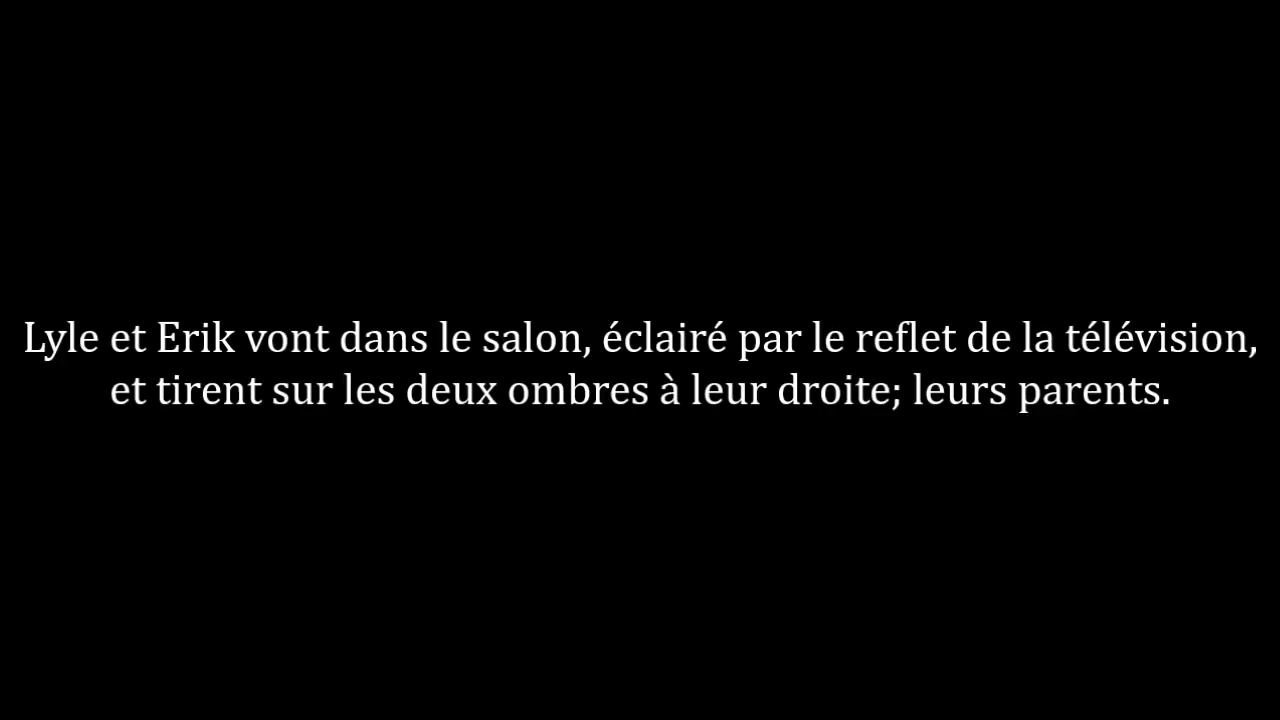 Lyle et Erik vont dans le salon, éclairé par le reflet de la télévision,
et tirent sur les deux ombres à leur droite; leurs parents.